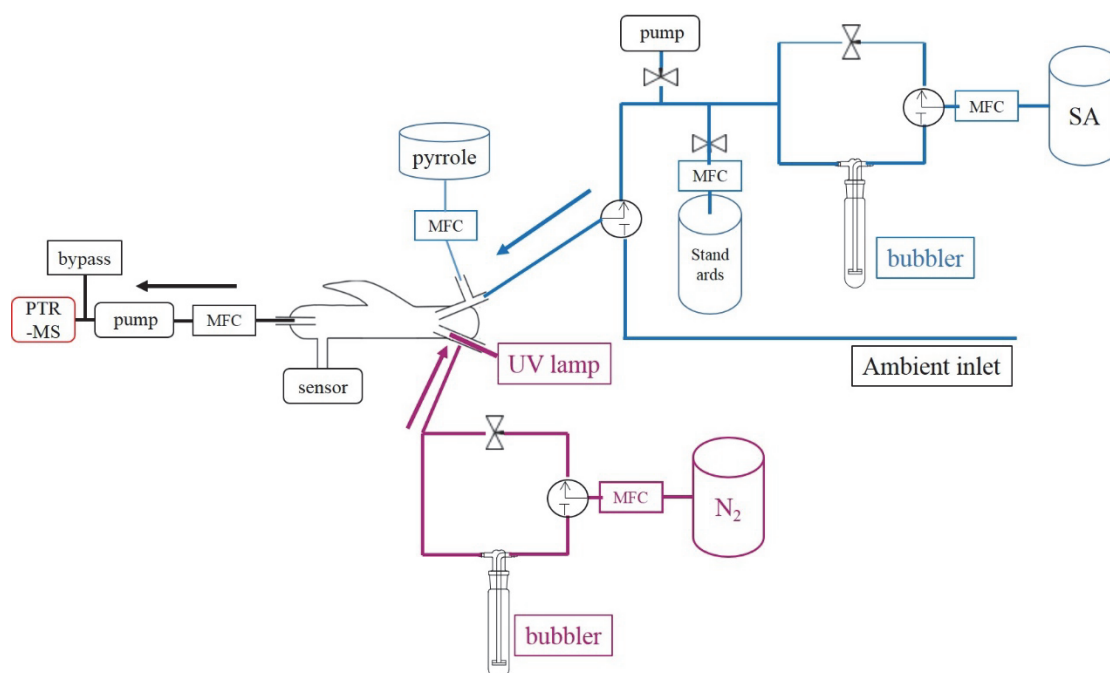 pump
MFC
SA
pyrrole
MFC
MFC
Stand
ards
bubbler
bypass
PTR
-MS
pump
MFC
UV lamp
Ambient inlet
sensor
MFC
N₂
bubbler